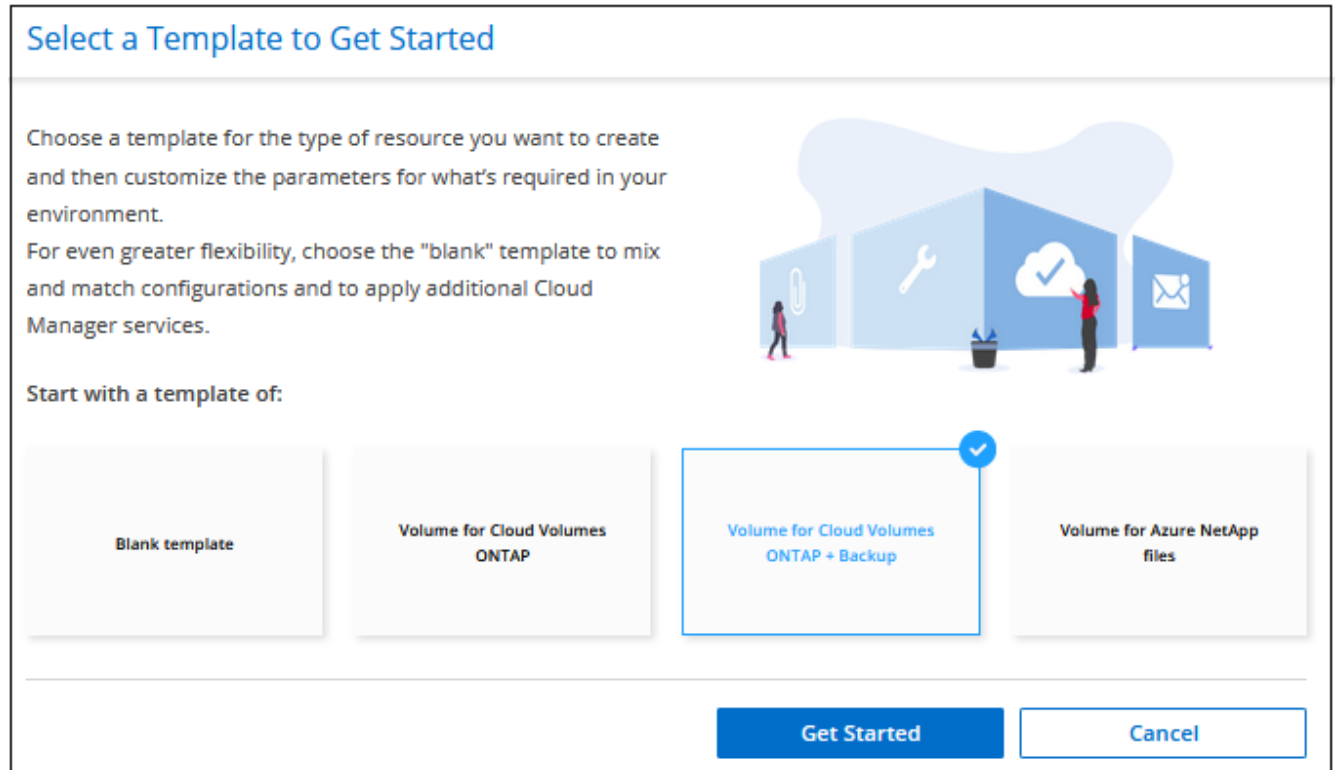 Select a Template to Get Started
Choose a template for the type of resource you want to create
and then customize the parameters for what's required in your
environment.
For even greater flexibility, choose the "blank" template to mix
and match configurations and to apply additional Cloud
Manager services.
Start with a template of:
Blank template
Volume for Cloud Volumes
ONTAP
Volume for Cloud Volumes
ONTAP + Backup
Volume for Azure NetApp
files
Get Started
Cancel